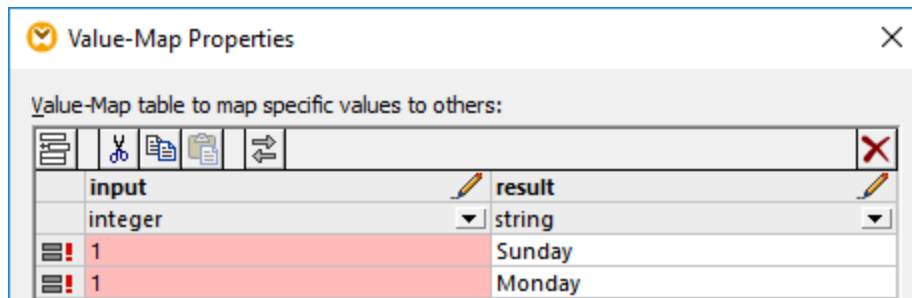 Value-Map Properties
Value-Map table to map specific values to others:
input result
integer string
1 Sunday
1 Monday